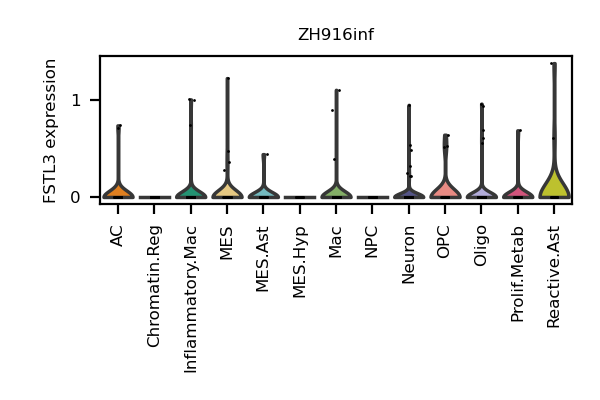 ZH916inf
FSTL3 expression
1
0
AC
Chromatin.Reg
Inflammatory.Mac
MES
MES.Ast
MES.Hyp
Mac
NPC
Neuron
OPC
Oligo
Prolif.Metab
Reactive.Ast